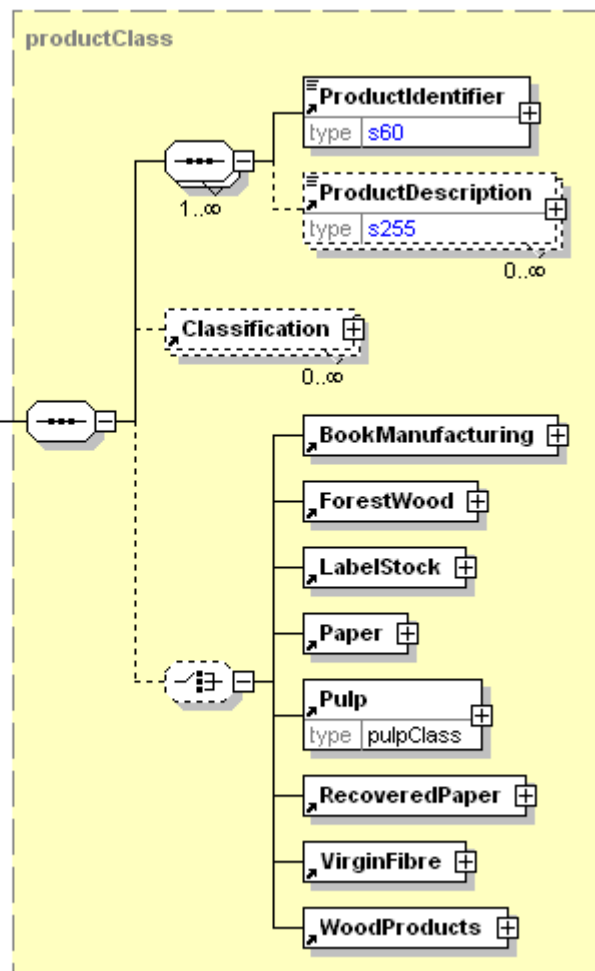 productClass
ProductIdentifier
type s60
1..∞
ProductDescription
type s255
0..∞
Classification
0..∞
BookManufacturing
ForestWood
LabelStock
Paper
Pulp
type pulpClass
RecoveredPaper
VirginFibre
WoodProducts